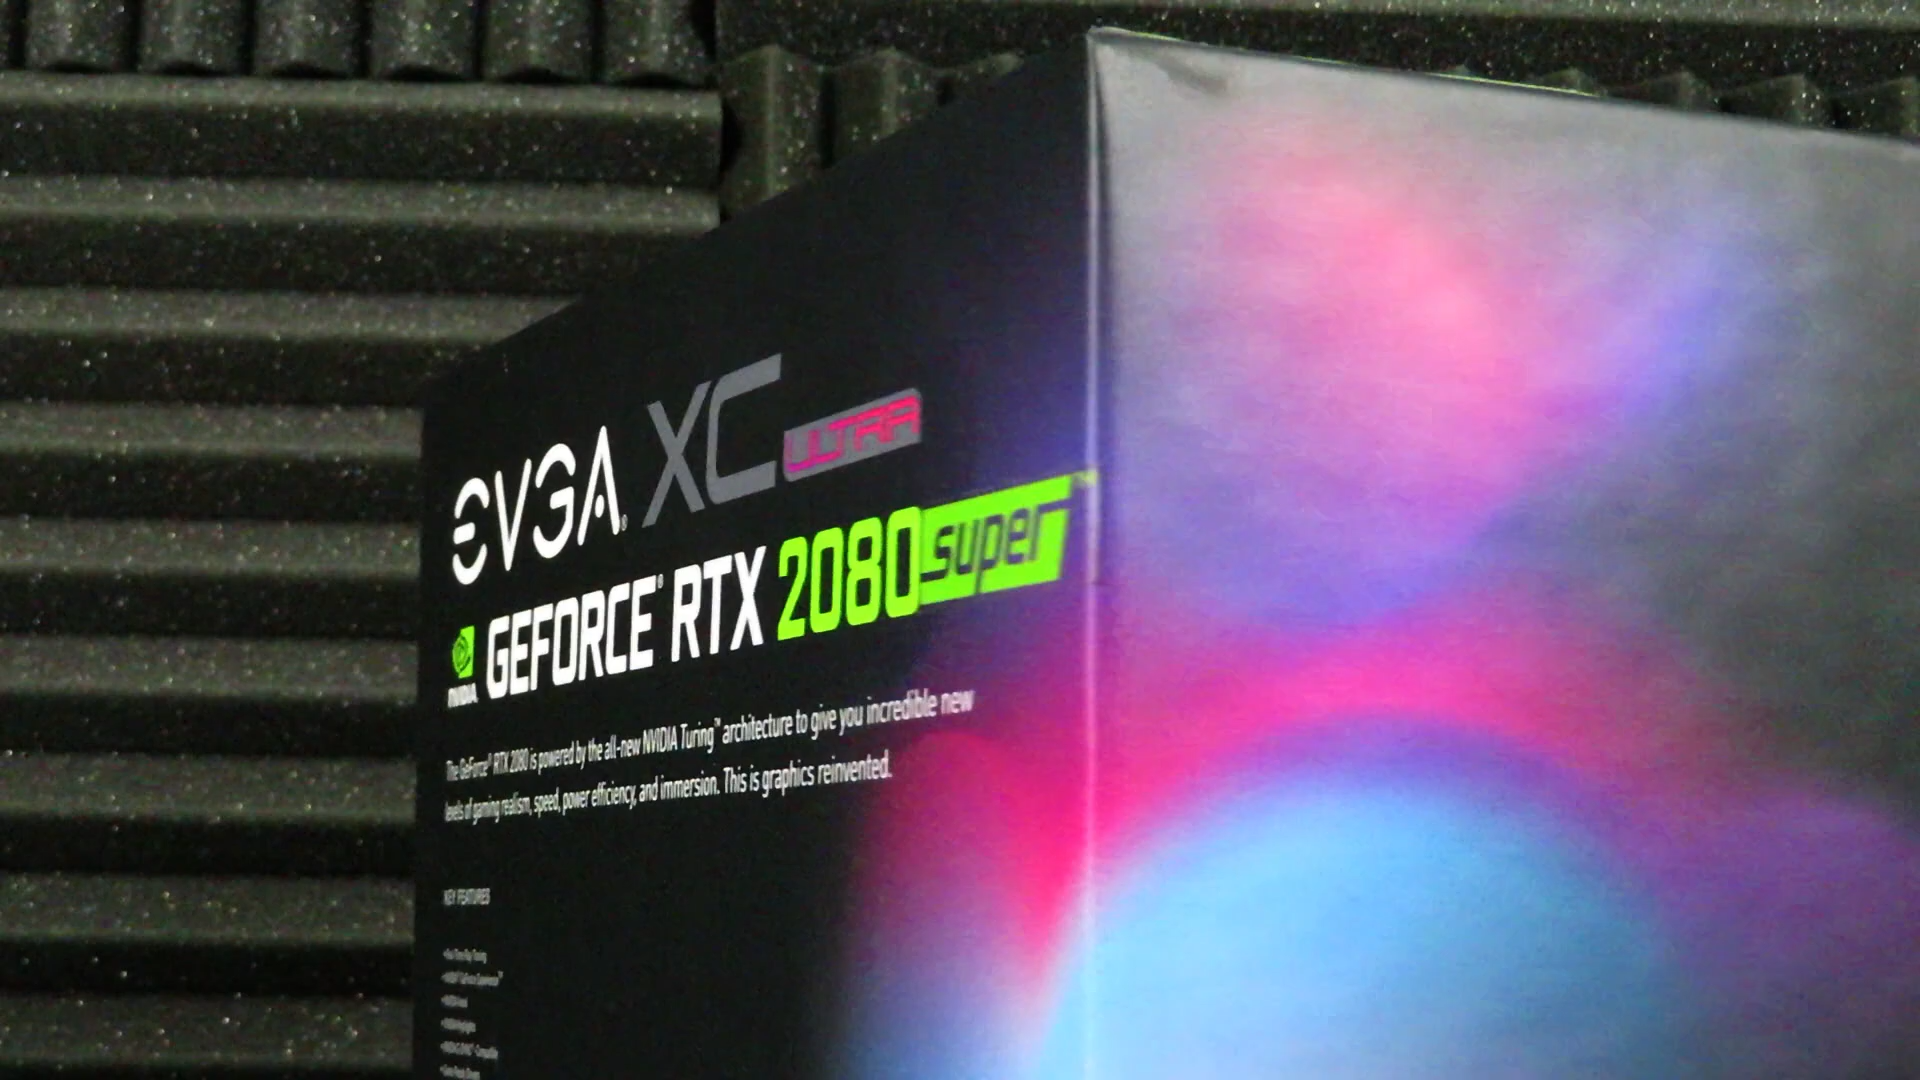 EVGA® XC ULTRA
GEFORCE® RTX 2080 super™
NVIDIA
The GeForce® RTX 2080 is powered by the all-new NVIDIA Turing™ architecture to give you incredible new
levels of gaming realism, speed, power efficiency, and immersion. This is graphics reinvented.
KEY FEATURES